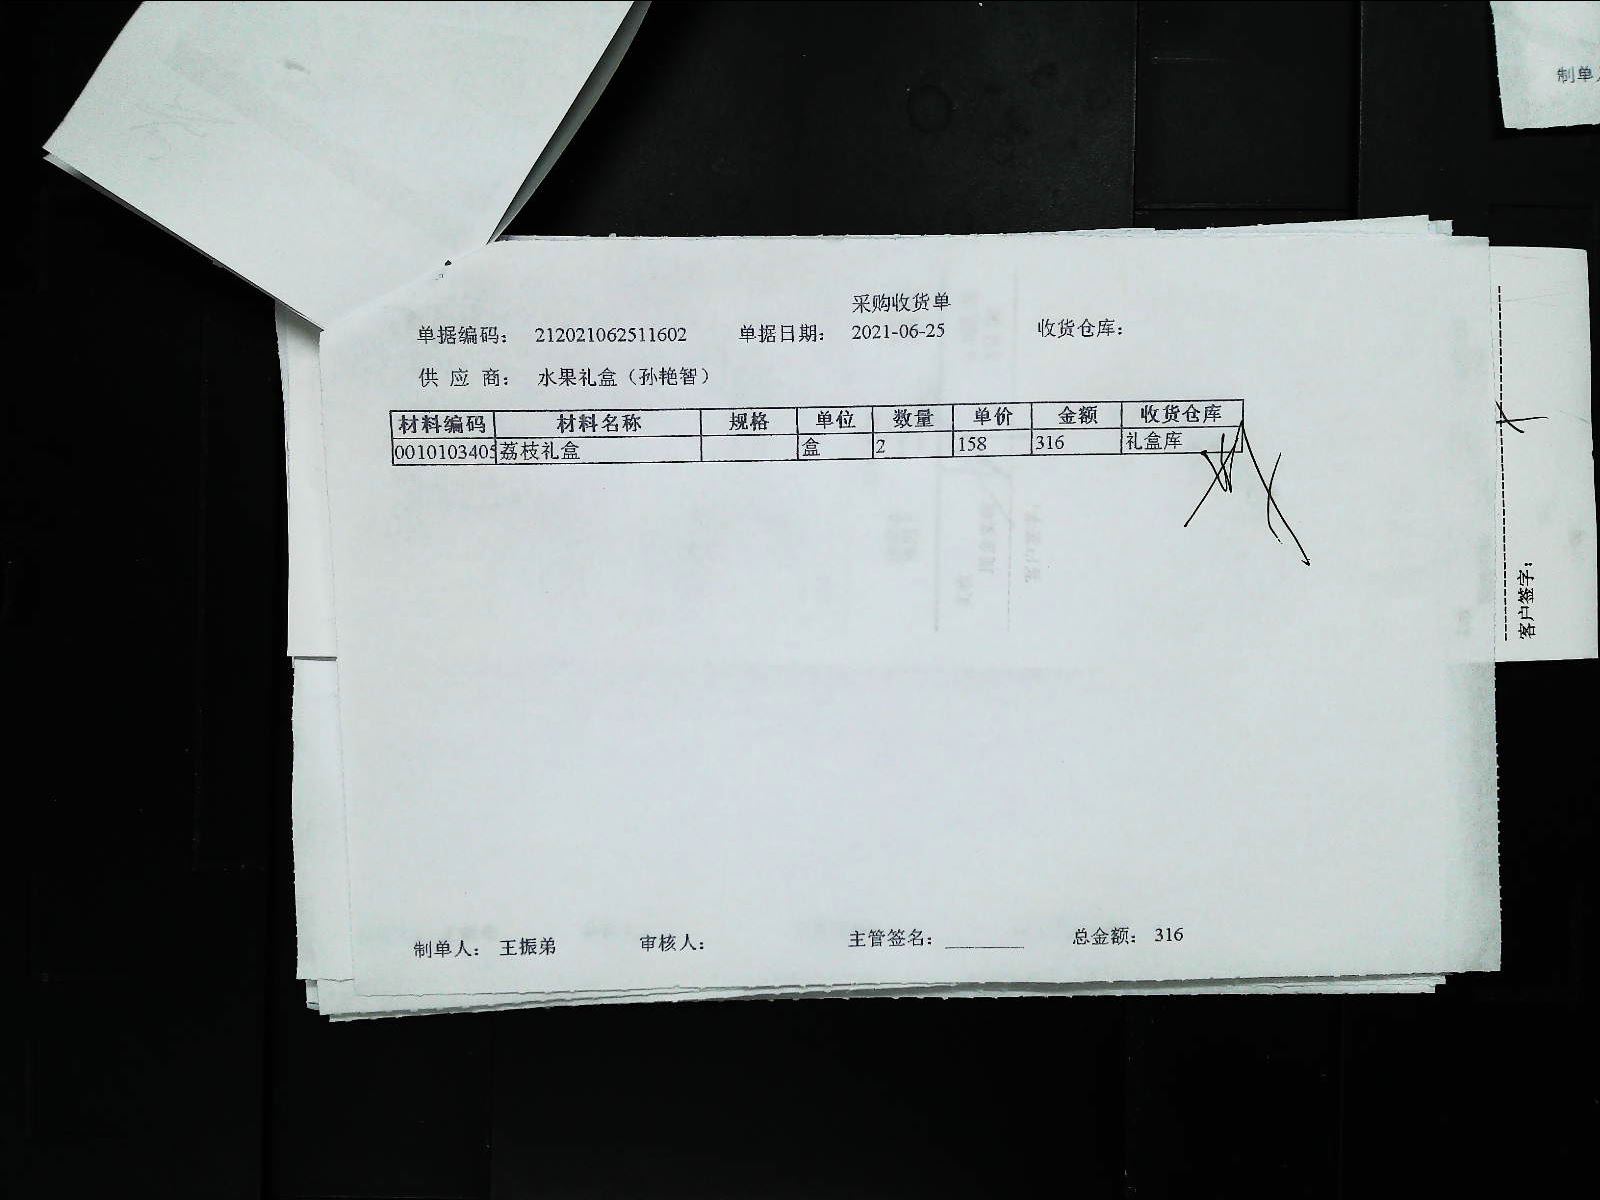 制单人
采购收货单
单据编码： 212021062511602 单据日期： 2021-06-25 收货仓库：
供 应 商： 水果礼盒（孙艳智）
材料编码 材料名称 规格 单位 数量 单价 金额 收货仓库
0010103405 荔枝礼盒 盒 2 158 316 礼盒库
客户签字：
制单人： 王振弟 审核人： 主管签名：________ 总金额： 316